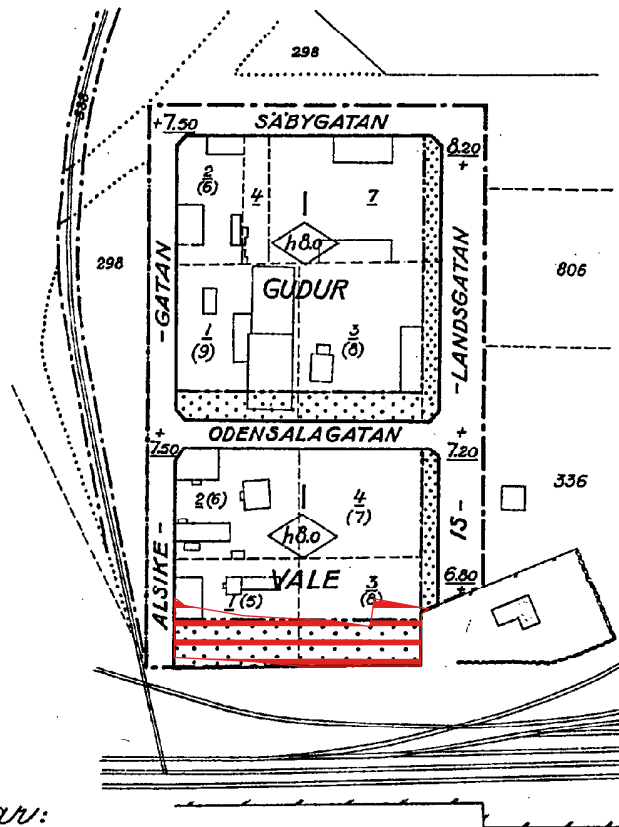 298
338
+7.50 SÄBYGATAN 8.20
+
2
(6)
4
7
I
h8.0
298
-GATAN
-LANDSGATAN
806
GUDUR
1
(9)
3
(8)
+
7.50
ODENSALAGATAN
+
7.20
336
2(6)
I
4
(7)
h8.0
IS-
ALSIKE-
VALE
1(5)
3
(8)
6.80
+